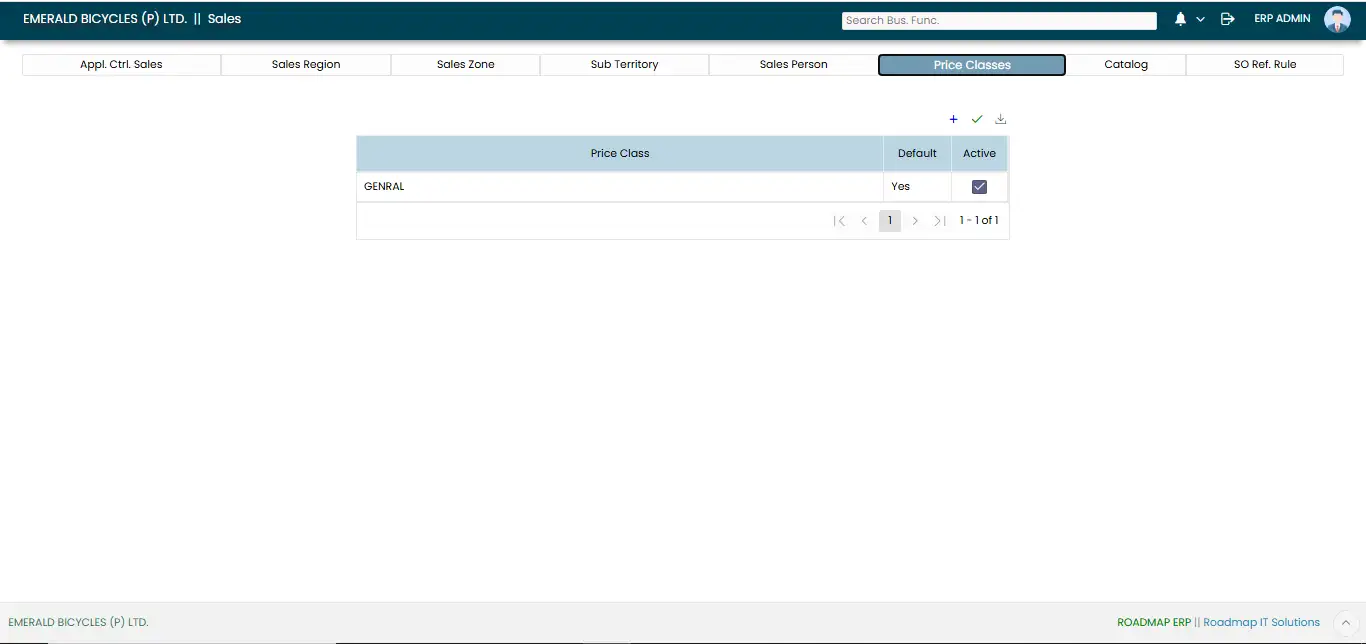 EMERALD BICYCLES (P) LTD. || Sales
Search Bus. Func.
ERP ADMIN
Appl. Ctrl. Sales
Sales Region
Sales Zone
Sub Territory
Sales Person
Price Classes
Catalog
SO Ref. Rule
Price Class
Default
Active
GENRAL
Yes
1
1 - 1 of 1
EMERALD BICYCLES (P) LTD.
ROADMAP ERP || Roadmap IT Solutions